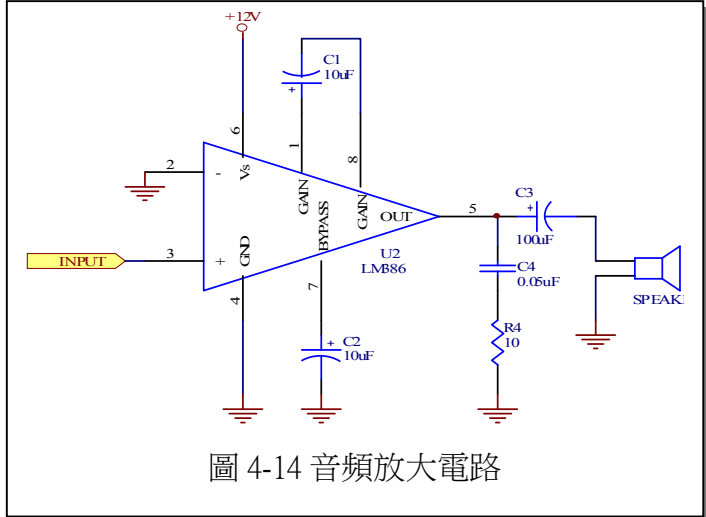 +12V
C1
10uF
+
6
1
8
2
-
Vs
GAIN
GAIN
BYPASS
OUT
5
C3
+
100uF
INPUT
3
+
GND
U2
LM386
4
7
C4
0.05uF
SPEAK
+
C2
10uF
R4
10
圖 4-14 音頻放大電路